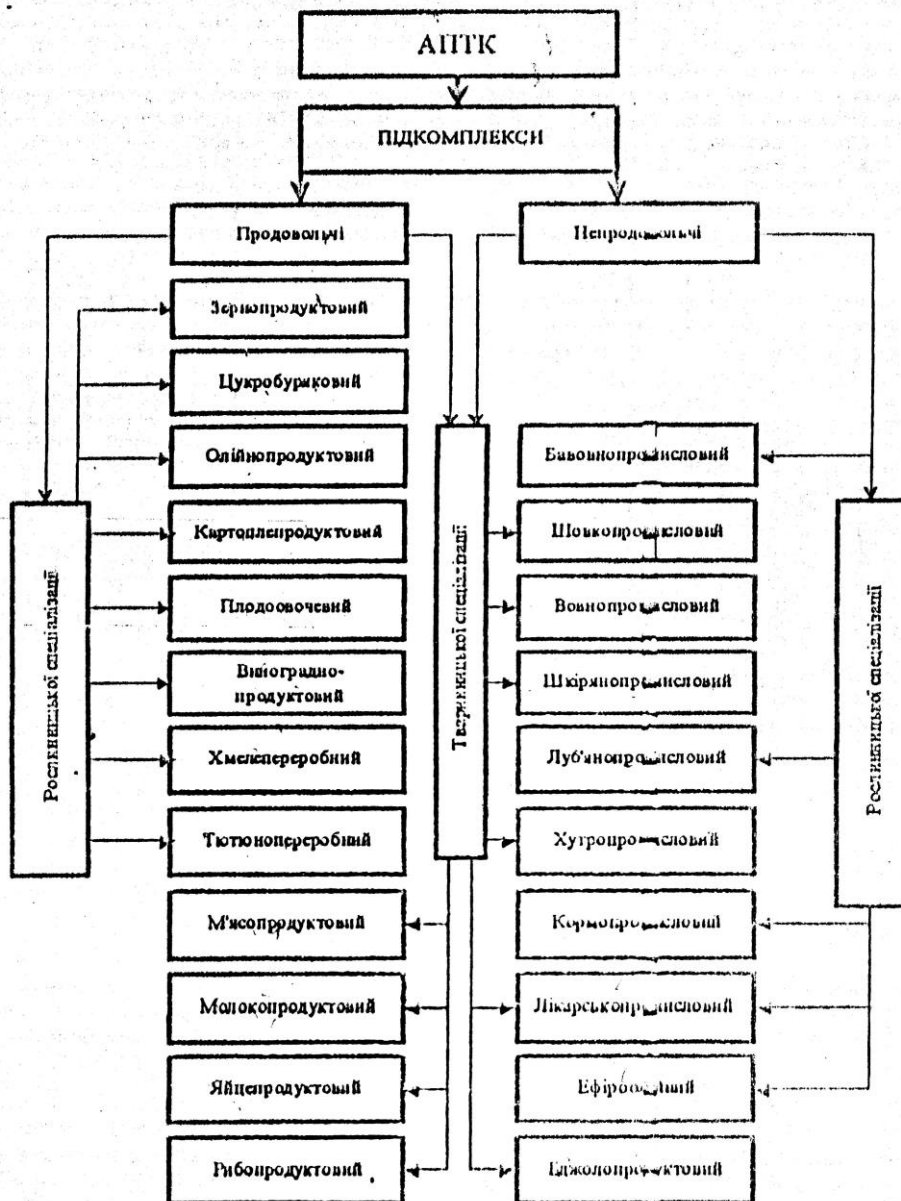 АПТК
ПІДКОМПЛЕКСИ
Продовольчі
Непродовольчі
Зернопродуктовий
Цукробуряковий
Олійнопродуктовий
Картоплепродуктовий
Плодоовочевий
Виноградно-
продуктовий
Хмелепереробний
Тютюнопереробний
М'ясопродуктовий
Молокопродуктовий
Яйцепродуктовий
Рибопродуктовий
Рослинницької спеціалізації
Тваринницької спеціалізації
Бавовнопромисловий
Шовкопромисловий
Вовнопромисловий
Шкірянопромисловий
Луб'янопромисловий
Хутропромисловий
Кормопромисловий
Лікарськопромисловий
Бджолопродуктовий
Рослинницької спеціалізації